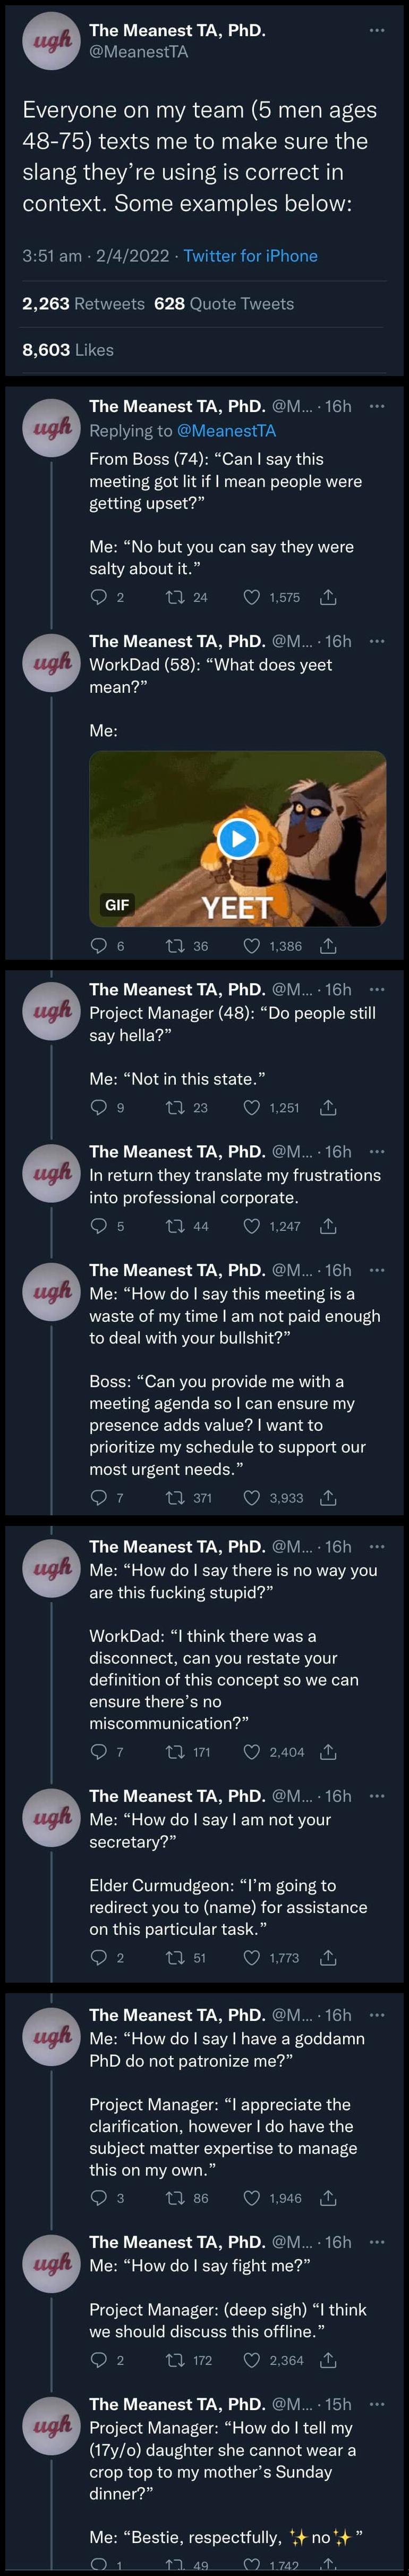 ugh
The Meanest TA, PhD.
@MeanestTA
Everyone on my team (5 men ages
48-75) texts me to make sure the
slang they’re using is correct in
context. Some examples below:
3:51 am · 2/4/2022 · Twitter for iPhone
2,263 Retweets 628 Quote Tweets
8,603 Likes
ugh
The Meanest TA, PhD. @M... · 16h
Replying to @MeanestTA
From Boss (74): “Can I say this
meeting got lit if I mean people were
getting upset?”
Me: “No but you can say they were
salty about it.”
2 24 1,575
ugh
The Meanest TA, PhD. @M... · 16h
WorkDad (58): “What does yeet
mean?”
Me:
GIF
YEET
6 36 1,386
ugh
The Meanest TA, PhD. @M... · 16h
Project Manager (48): “Do people still
say hella?”
Me: “Not in this state.”
9 23 1,251
ugh
The Meanest TA, PhD. @M... · 16h
In return they translate my frustrations
into professional corporate.
5 44 1,247
ugh
The Meanest TA, PhD. @M... · 16h
Me: “How do I say this meeting is a
waste of my time I am not paid enough
to deal with your bullshit?”
Boss: “Can you provide me with a
meeting agenda so I can ensure my
presence adds value? I want to
prioritize my schedule to support our
most urgent needs.”
7 371 3,933
ugh
The Meanest TA, PhD. @M... · 16h
Me: “How do I say there is no way you
are this fucking stupid?”
WorkDad: “I think there was a
disconnect, can you restate your
definition of this concept so we can
ensure there’s no
miscommunication?”
7 171 2,404
ugh
The Meanest TA, PhD. @M... · 16h
Me: “How do I say I am not your
secretary?”
Elder Curmudgeon: “I’m going to
redirect you to (name) for assistance
on this particular task.”
2 51 1,773
ugh
The Meanest TA, PhD. @M... · 16h
Me: “How do I say I have a goddamn
PhD do not patronize me?”
Project Manager: “I appreciate the
clarification, however I do have the
subject matter expertise to manage
this on my own.”
3 86 1,946
ugh
The Meanest TA, PhD. @M... · 16h
Me: “How do I say fight me?”
Project Manager: (deep sigh) “I think
we should discuss this offline.”
2 172 2,364
ugh
The Meanest TA, PhD. @M... · 15h
Project Manager: “How do I tell my
(17y/o) daughter she cannot wear a
crop top to my mother’s Sunday
dinner?”
Me: “Bestie, respectfully, ✨no✨”
1 49 1,742